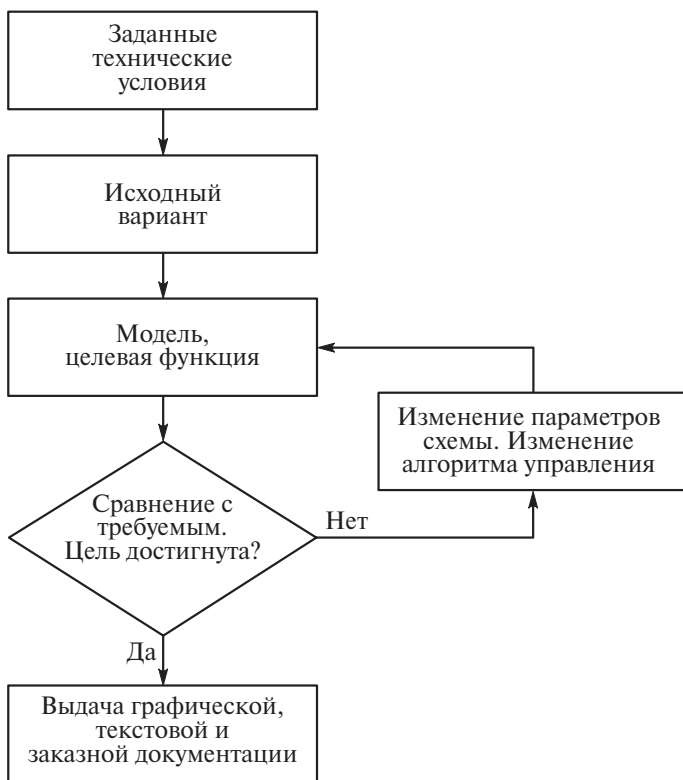 Заданные
технические
условия
Исходный
вариант
Модель,
целевая функция
Изменение параметров
схемы. Изменение
алгоритма управления
Сравнение с
требуемым.
Цель достигнута?
Нет
Да
Выдача графической,
текстовой и
заказной документации